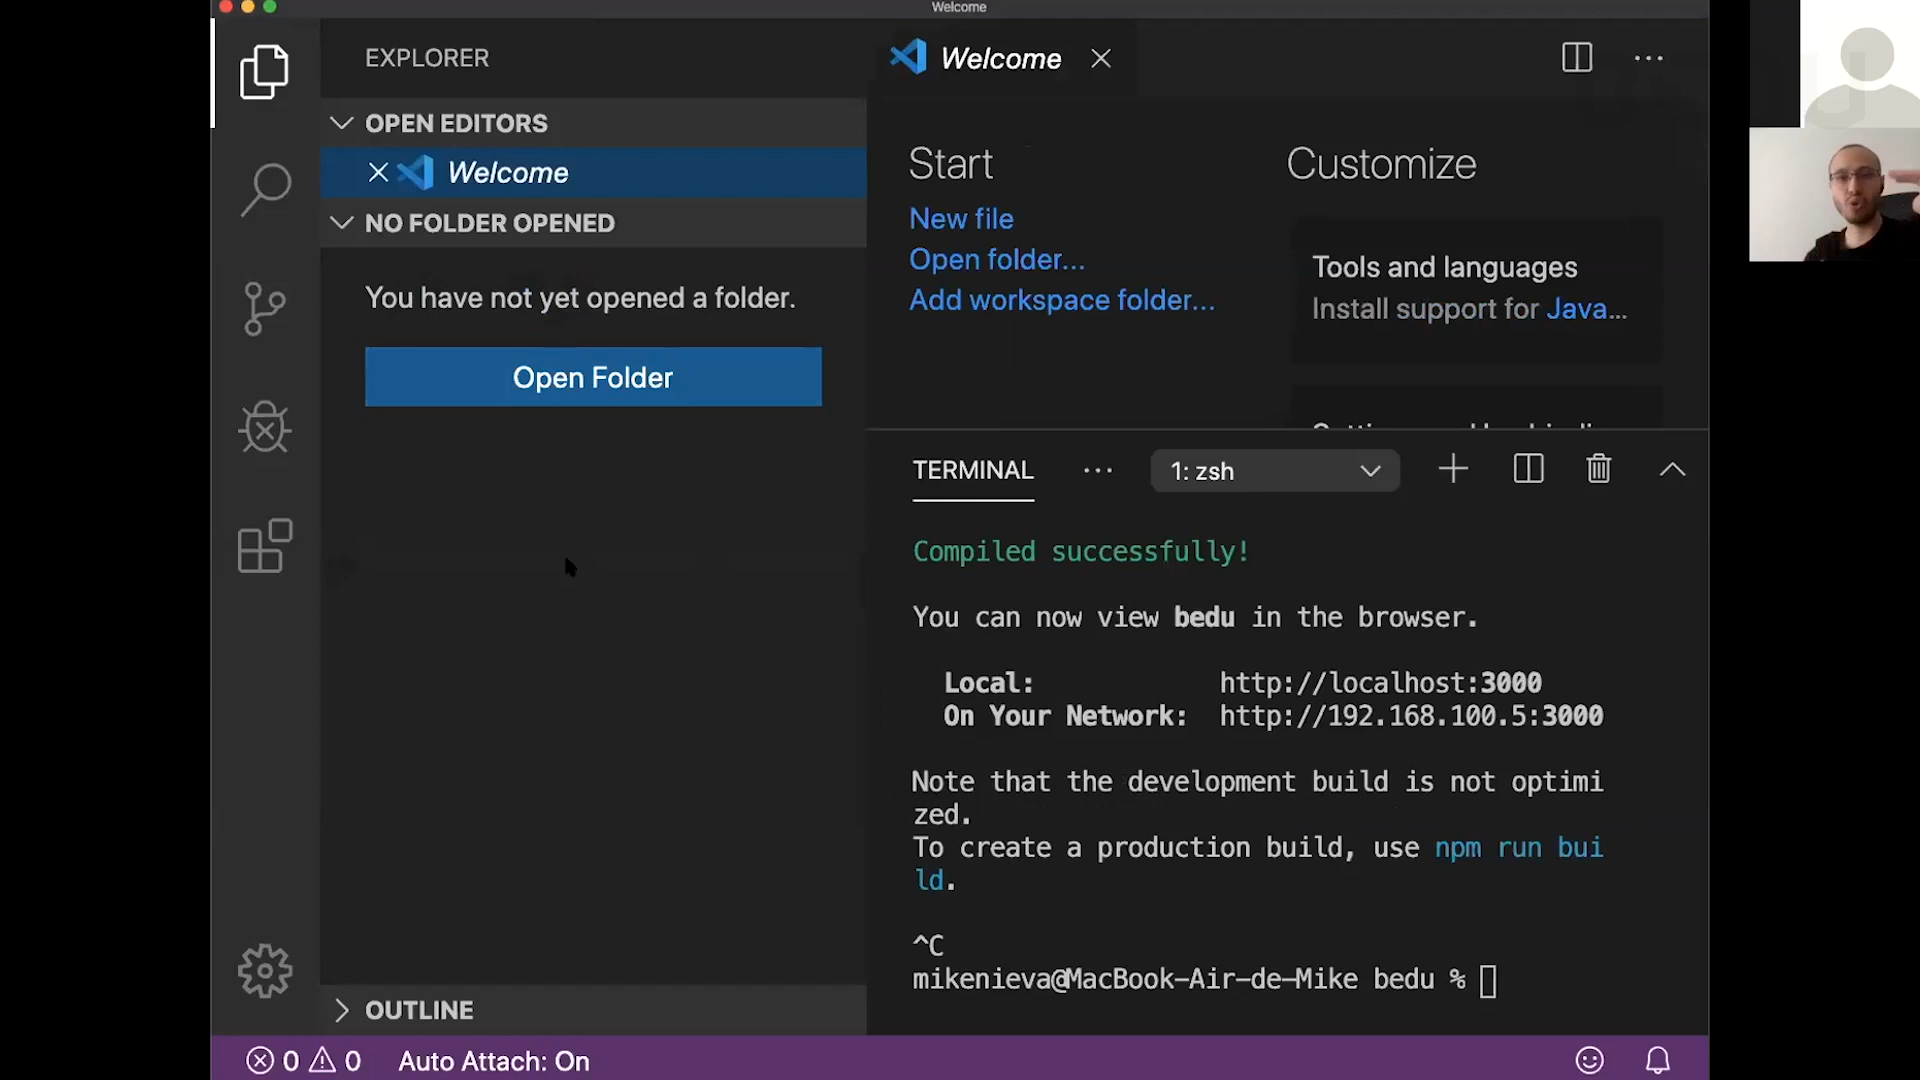 Welcome
EXPLORER
OPEN EDITORS
Welcome
NO FOLDER OPENED
You have not yet opened a folder.
Open Folder
OUTLINE
Welcome
Start
New file
Open folder...
Add workspace folder...
Customize
Tools and languages
Install support for Java...
TERMINAL
1: zsh
Compiled successfully!
You can now view bedu in the browser.
Local: http://localhost:3000
On Your Network: http://192.168.100.5:3000
Note that the development build is not optimi
zed.
To create a production build, use npm run bui
ld.
^C
mikenieva@MacBook-Air-de-Mike bedu %
0 0 Auto Attach: On